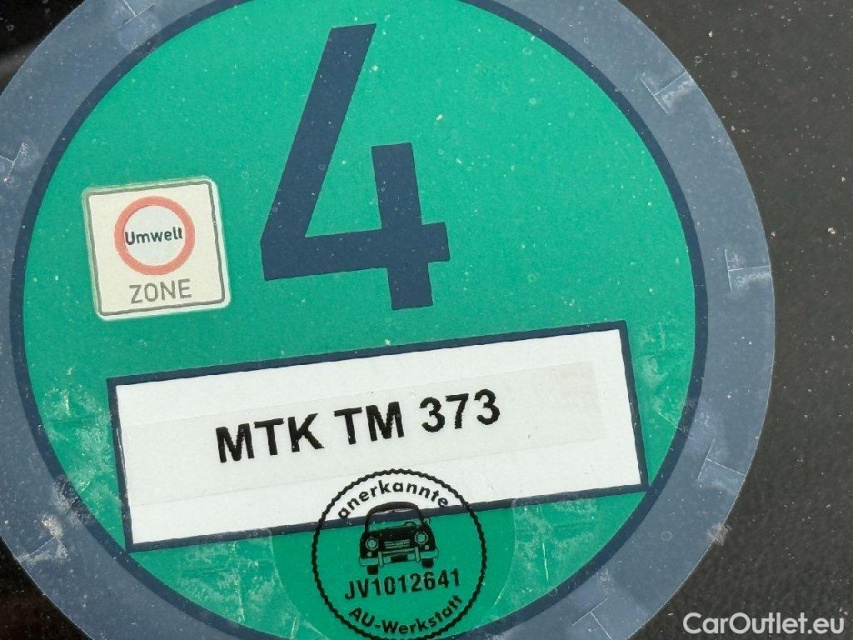 4
Umwelt
ZONE
MTK TM 373
anerkannte
JV1012641
AU-Werkstatt
CarOutlet.eu